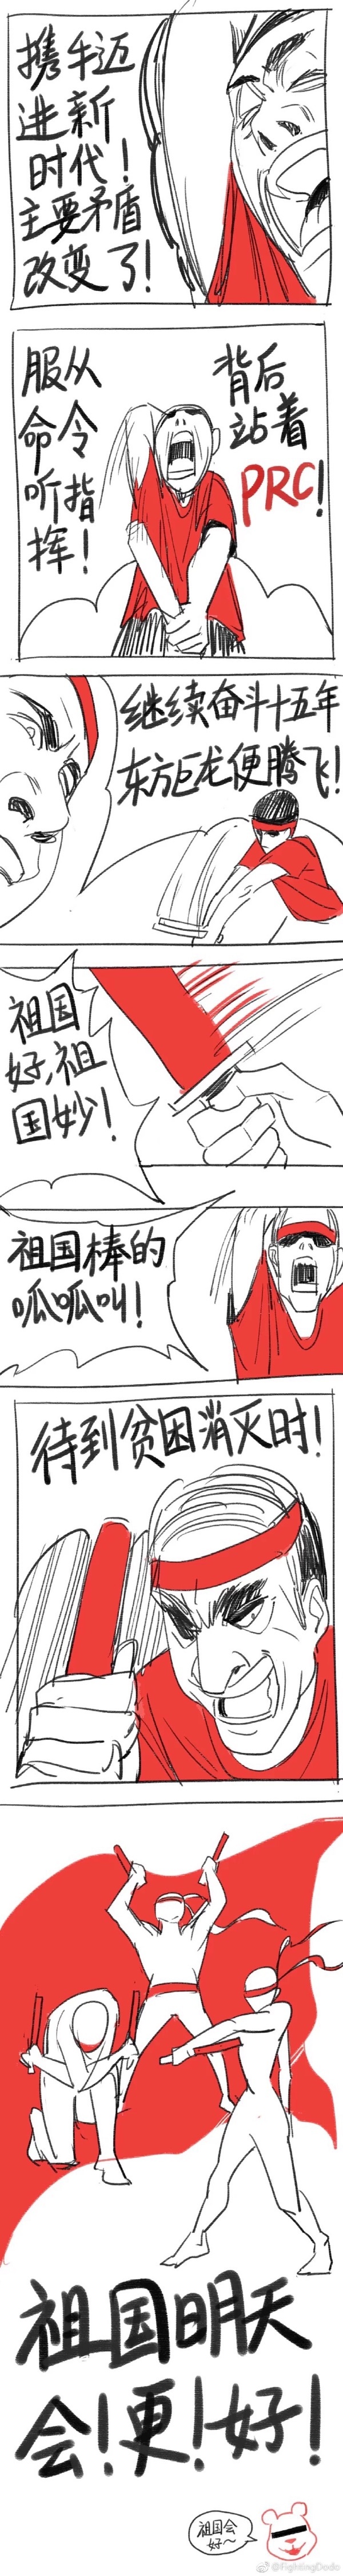 携手迈
进新
时代！
主要矛盾
改变了！
服从
命令
听指
挥！
背后
站着
PRC！
继续奋斗十五年
东方巨龙便腾飞！
祖国
好，祖
国妙！
祖国棒的
呱呱叫！
待到贫困消灭时！
祖国明天
会！更！好！
祖国会
好～
@FightingDodo